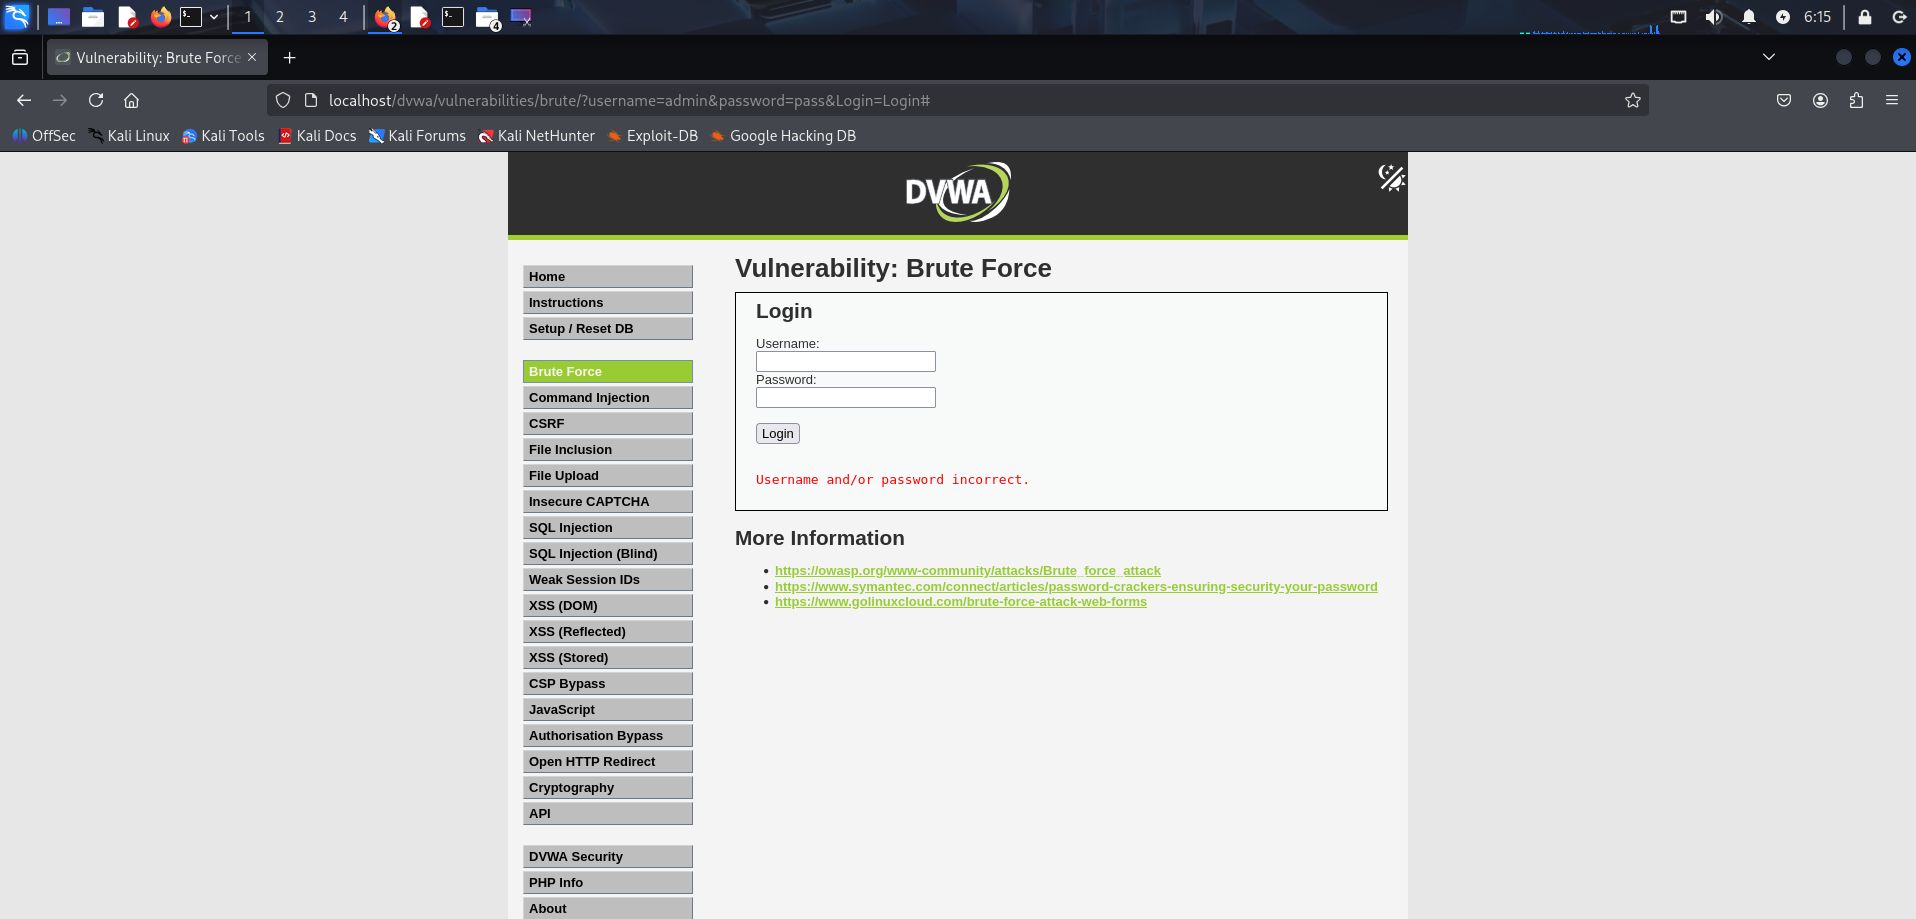 1 2 3 4 2 4 6:15
Vulnerability: Brute Force
localhost/dvwa/vulnerabilities/brute/?username=admin&password=pass&Login=Login#
OffSec Kali Linux Kali Tools Kali Docs Kali Forums Kali NetHunter Exploit-DB Google Hacking DB
DVWA
Home
Instructions
Setup / Reset DB
Brute Force
Command Injection
CSRF
File Inclusion
File Upload
Insecure CAPTCHA
SQL Injection
SQL Injection (Blind)
Weak Session IDs
XSS (DOM)
XSS (Reflected)
XSS (Stored)
CSP Bypass
JavaScript
Authorisation Bypass
Open HTTP Redirect
Cryptography
API
DVWA Security
PHP Info
About
Vulnerability: Brute Force
Login
Username:
Password:
Login
Username and/or password incorrect.
More Information
https://owasp.org/www-community/attacks/Brute_force_attack
https://www.symantec.com/connect/articles/password-crackers-ensuring-security-your-password
https://www.golinuxcloud.com/brute-force-attack-web-forms